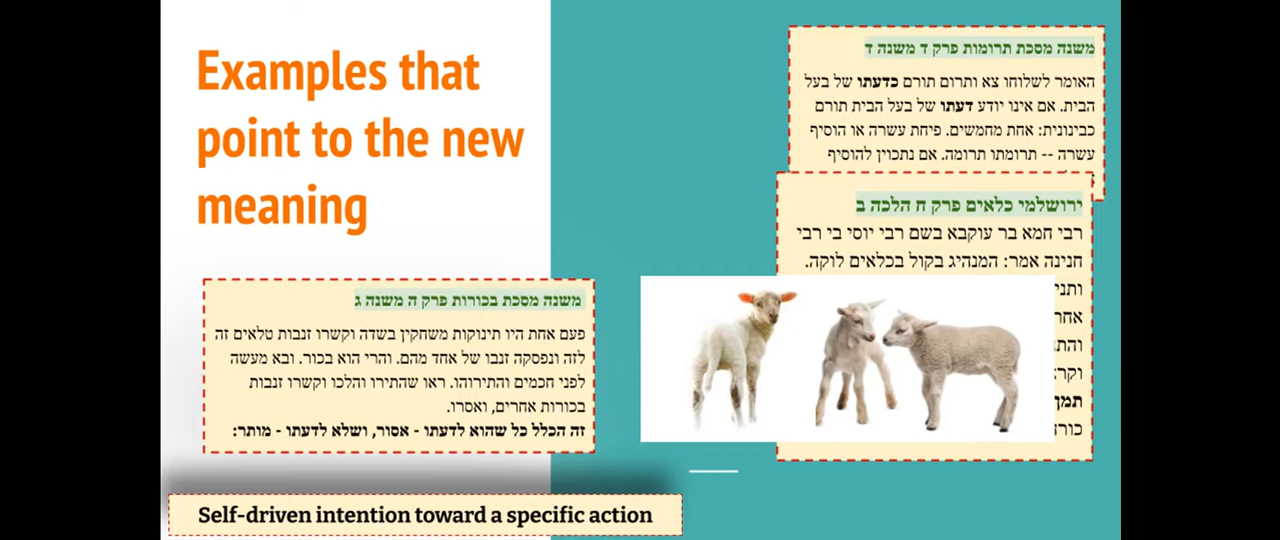 Examples that
point to the new
meaning
משנה מסכת תרומות פרק ד משנה ד
האומר לשלוחו צא ותרום תורם כדעתו של בעל
הבית. אם אינו יודע דעתו של בעל הבית תורם
כבינונית: אחת מחמשים. פיחת עשרה או הוסיף
עשרה -- תרומתו תרומה. אם נתכוין להוסיף
ירושלמי כלאים פרק ח הלכה ב
רבי חמא בר עוקבא בשם רבי יוסי בי רבי
חנינה אמר: המנהיג בקול בכלאים לוקה.
ותני
אחר
והת
וקר
תמן
כור
משנה מסכת בכורות פרק ה משנה ג
פעם אחת היו תינוקות משחקין בשדה וקשרו זנבות טלאים זה
לזה ונפסקה זנבו של אחד מהם. והרי הוא בכור. ובא מעשה
לפני חכמים והתירוהו. ראו שהתירו והלכו וקשרו זנבות
בכורות אחרים, ואסרו.
זה הכלל כל שהוא לדעתו - אסור, ושלא לדעתו - מותר:
Self-driven intention toward a specific action